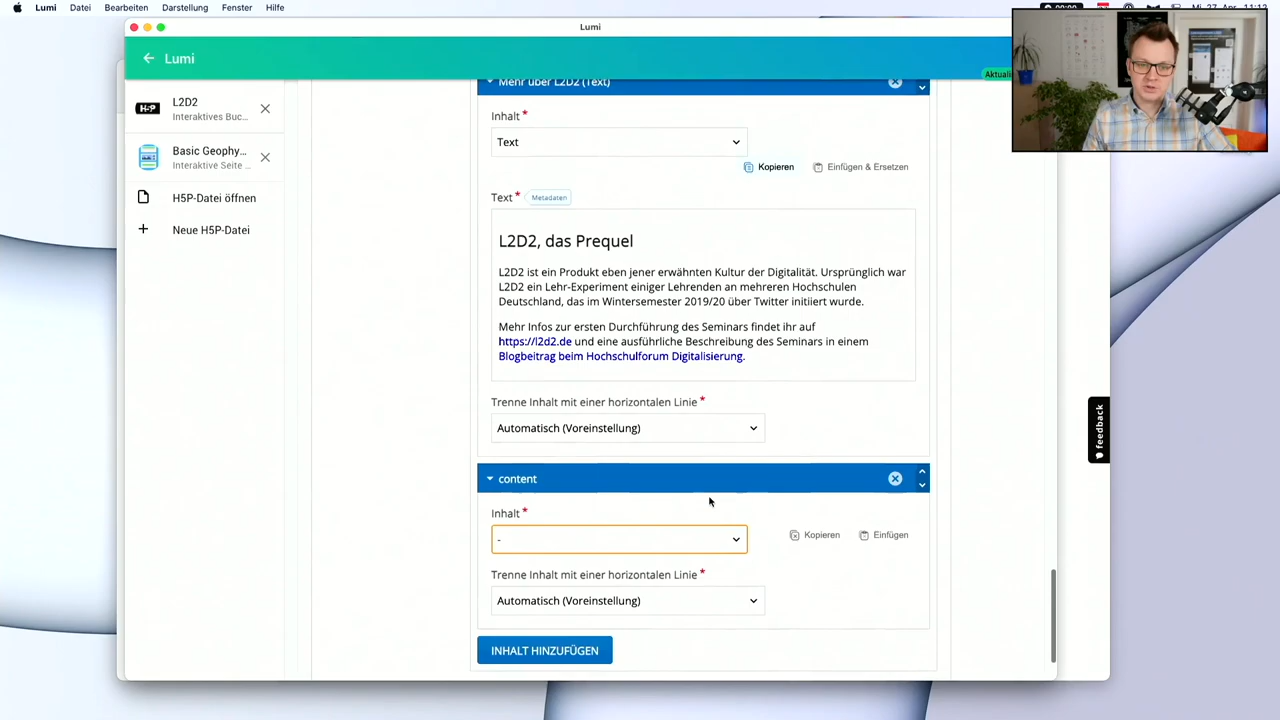 Lumi Datei Bearbeiten Darstellung Fenster Hilfe
Lumi
Lumi
L2D2
Interaktives Buc...
Basic Geophy...
Interaktive Seite
H5P-Datei öffnen
Neue H5P-Datei
Mehr über L2D2 (Text)
Inhalt *
Text
Kopieren Einfügen & Ersetzen
Text * Metadaten
L2D2, das Prequel
L2D2 ist ein Produkt eben jener erwähnten Kultur der Digitalität. Ursprünglich war
L2D2 ein Lehr-Experiment einiger Lehrenden an mehreren Hochschulen
Deutschland, das im Wintersemester 2019/20 über Twitter initiiert wurde.
Mehr Infos zur ersten Durchführung des Seminars findet ihr auf
https://l2d2.de und eine ausführliche Beschreibung des Seminars in einem
Blogbeitrag beim Hochschulforum Digitalisierung.
Trenne Inhalt mit einer horizontalen Linie *
Automatisch (Voreinstellung)
content
Inhalt *
-
Kopieren Einfügen
Trenne Inhalt mit einer horizontalen Linie *
Automatisch (Voreinstellung)
INHALT HINZUFÜGEN
feedback